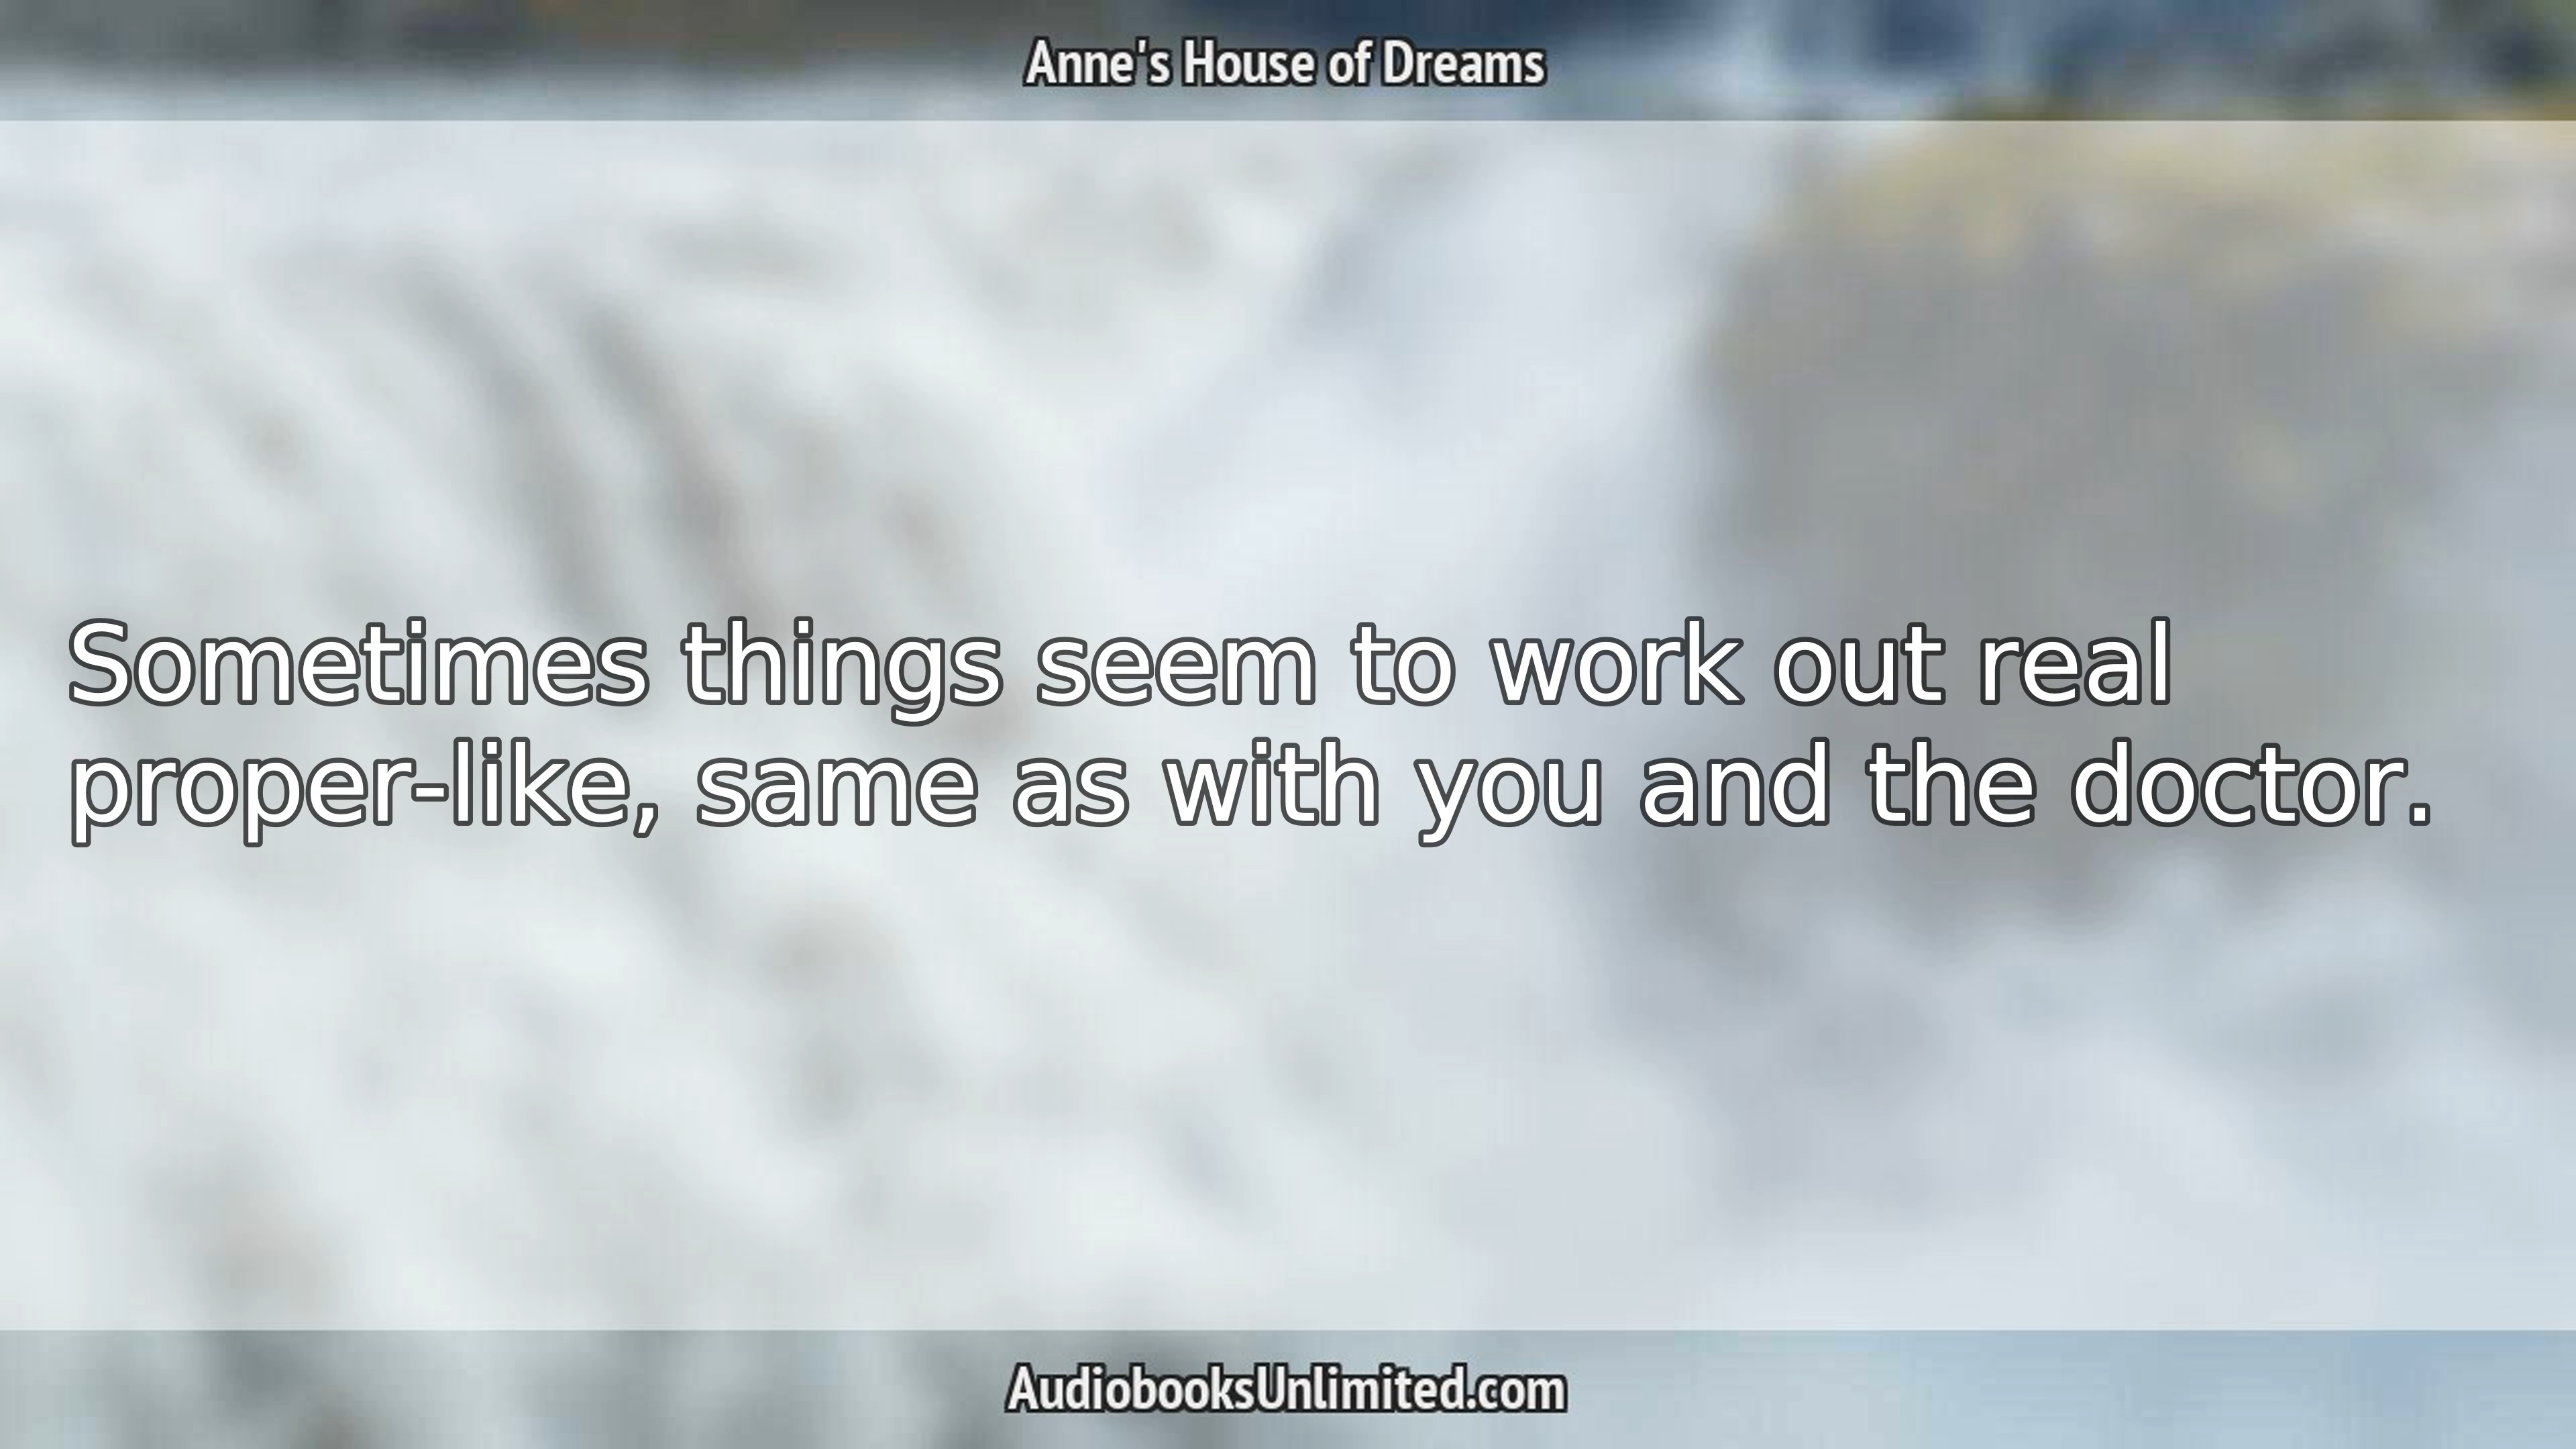 Anne's House of Dreams
Sometimes things seem to work out real
proper-like, same as with you and the doctor.
AudiobooksUnlimited.com